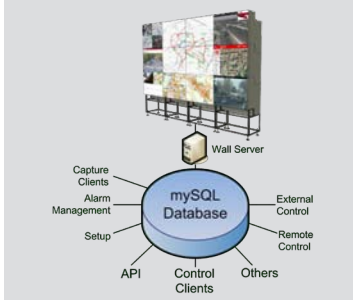 Wall Server
Capture
Clients
Alarm
Management
Setup
mySQL
Database
External
Control
Remote
Control
API
Control
Clients
Others